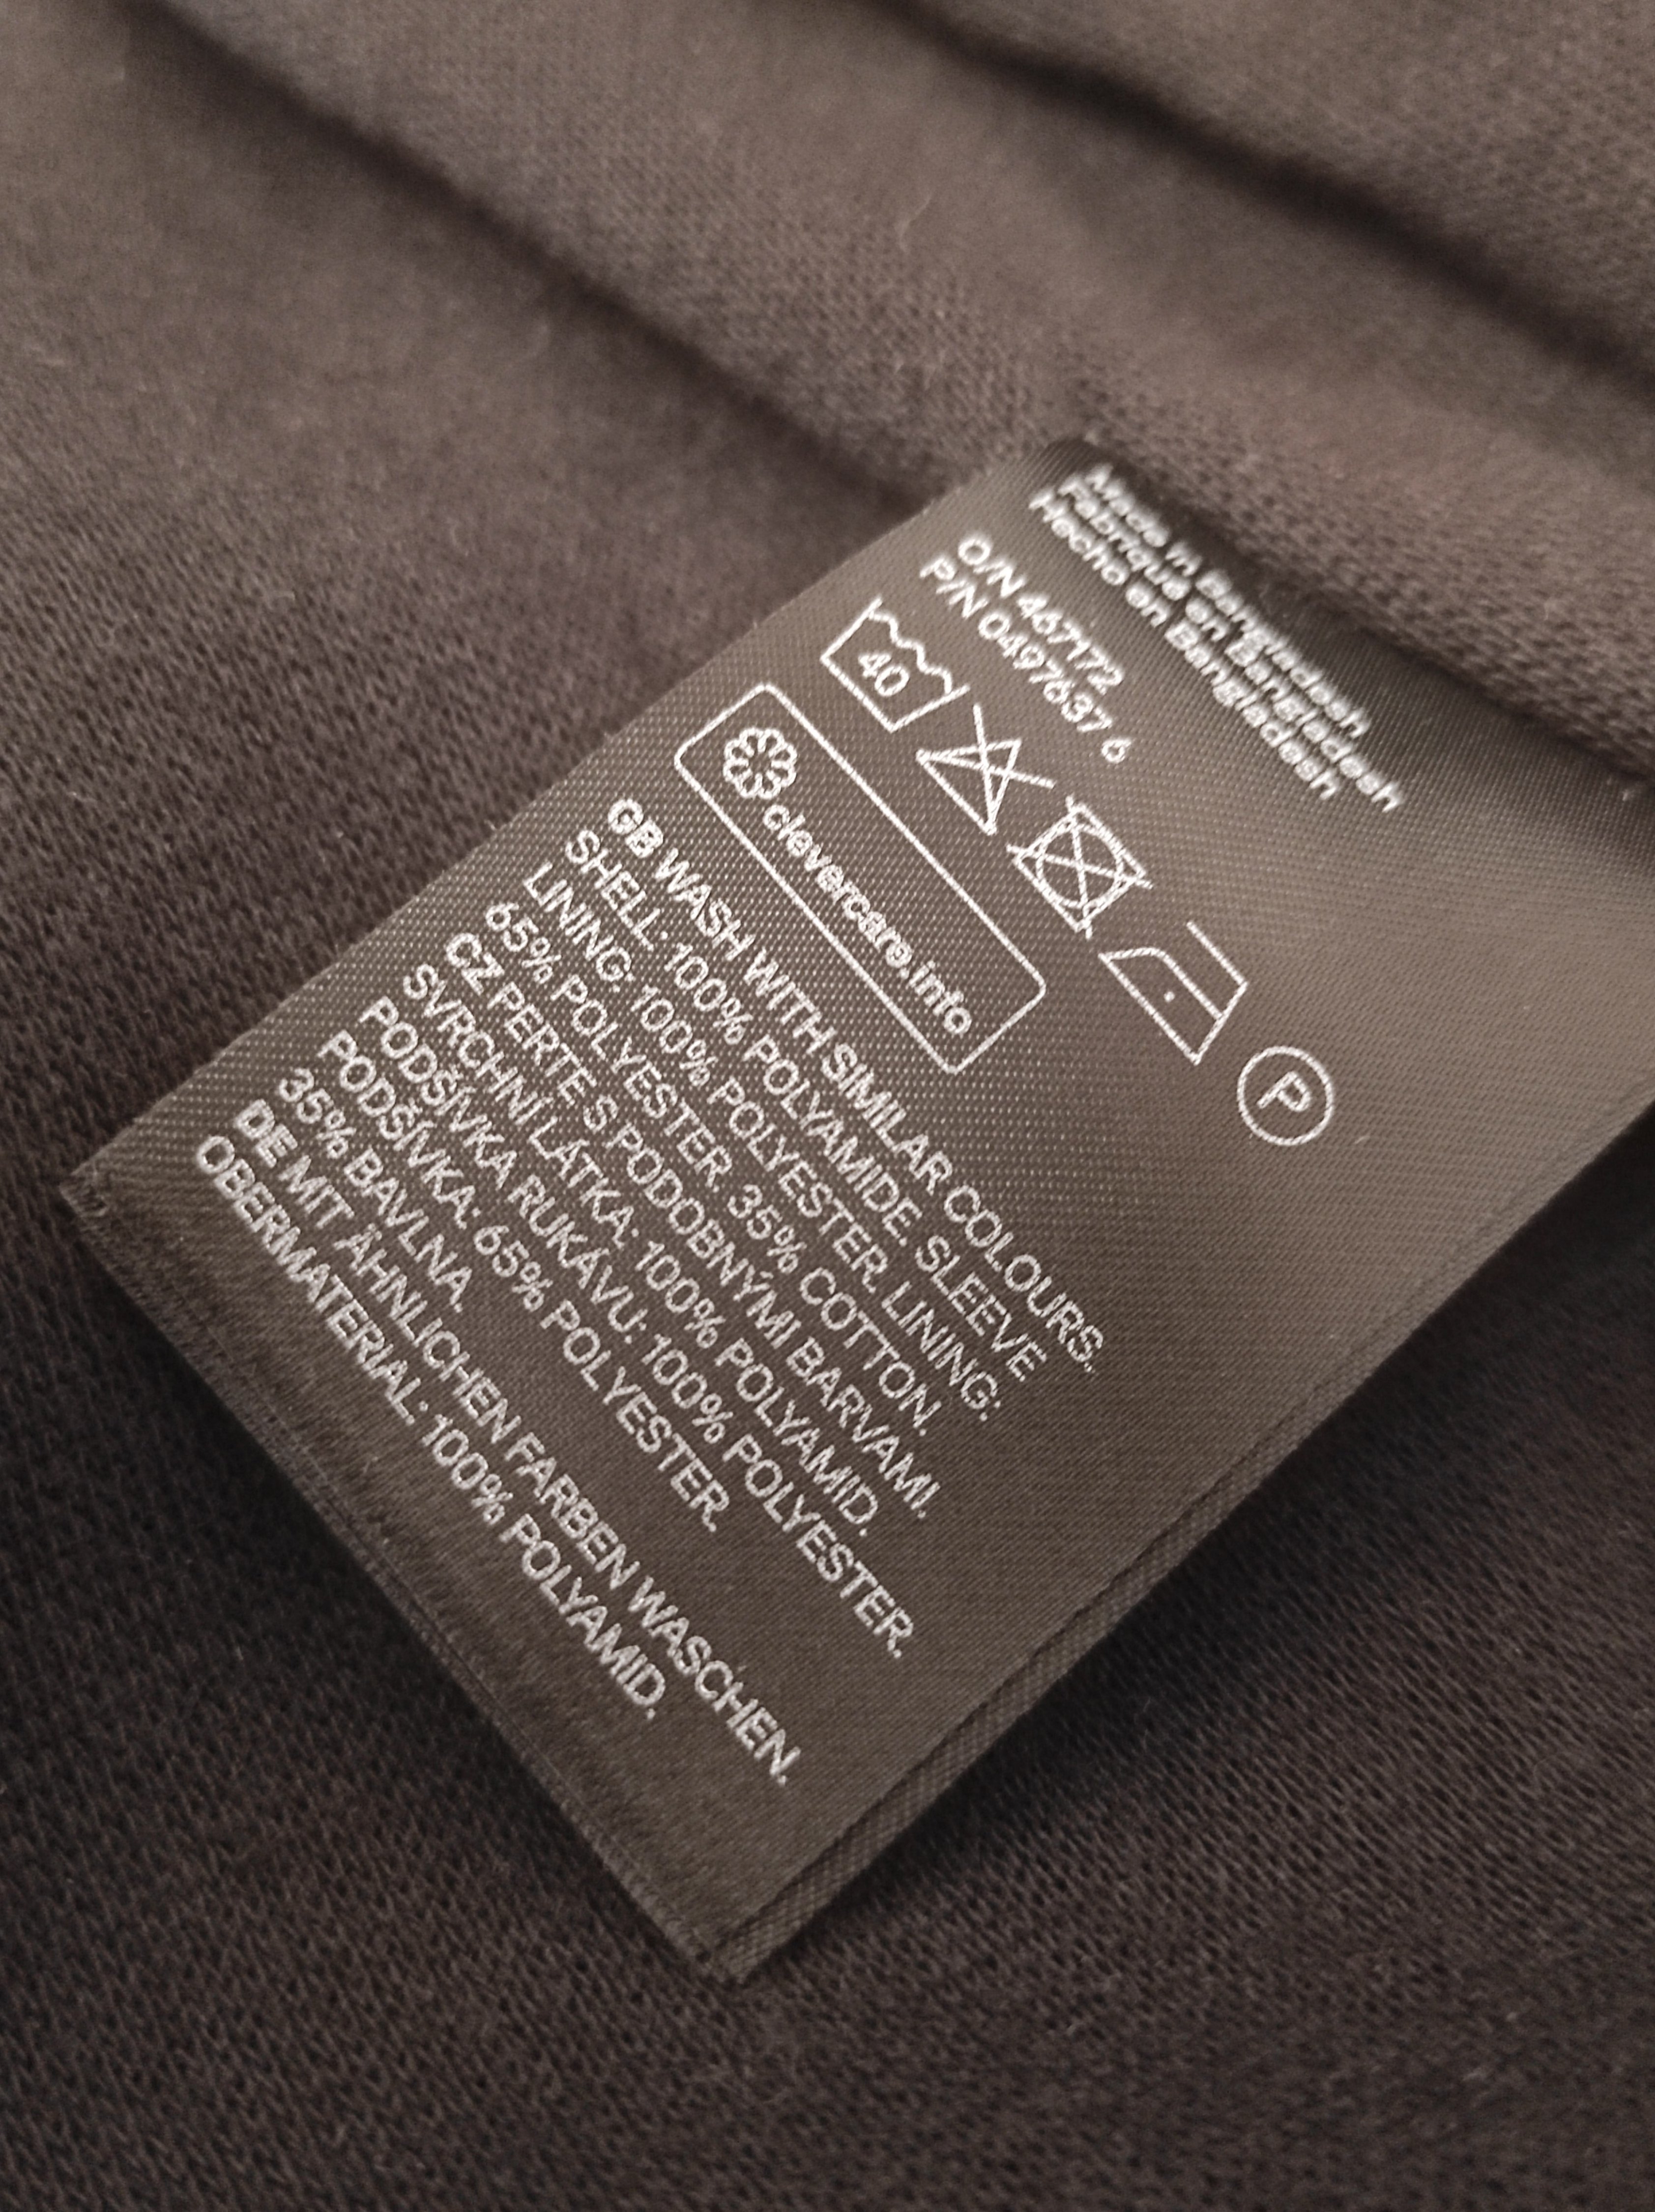 Made in Bangladesh
Fabriqué en Bangladesh
Hecho en Bangladesh
O/N 467172
P/N 0497637 6
40
P
clevercare.info
GB WASH WITH SIMILAR COLOURS.
SHELL: 100% POLYAMIDE. SLEEVE
LINING: 100% POLYESTER. LINING:
65% POLYESTER. 35% COTTON.
CZ PERTE S PODOBNÝMI BARVAMI.
SVRCHNÍ LÁTKA: 100% POLYAMID.
PODŠÍVKA RUKÁVU: 100% POLYESTER.
PODŠÍVKA: 65% POLYESTER.
35% BAVLNA.
DE MIT ÄHNLICHEN FARBEN WASCHEN.
OBERMATERIAL: 100% POLYAMID.